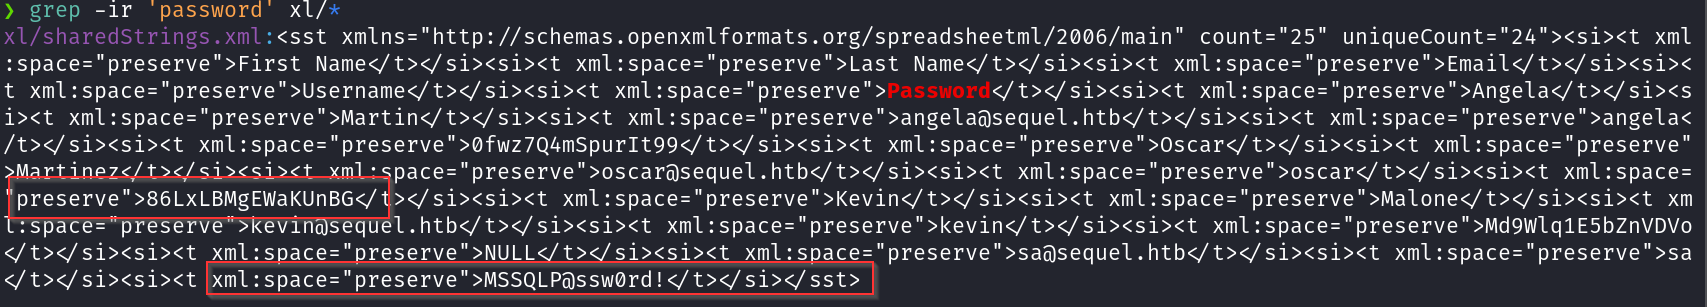 ❯ grep -ir 'password' xl/*
xl/sharedStrings.xml:<sst xmlns="http://schemas.openxmlformats.org/spreadsheetml/2006/main" count="25" uniqueCount="24"><si><t xml
:space="preserve">First Name</t></si><si><t xml:space="preserve">Last Name</t></si><si><t xml:space="preserve">Email</t></si><si><
t xml:space="preserve">Username</t></si><si><t xml:space="preserve">Password</t></si><si><t xml:space="preserve">Angela</t></si><s
i><t xml:space="preserve">Martin</t></si><si><t xml:space="preserve">angela@sequel.htb</t></si><si><t xml:space="preserve">angela<
/t></si><si><t xml:space="preserve">0fwz7Q4mSpurIt99</t></si><si><t xml:space="preserve">Oscar</t></si><si><t xml:space="preserve"
>Martinez</t></si><si><t xml:space="preserve">oscar@sequel.htb</t></si><si><t xml:space="preserve">oscar</t></si><si><t xml:space=
"preserve">86LxLBMgEWaKUnBG</t></si><si><t xml:space="preserve">Kevin</t></si><si><t xml:space="preserve">Malone</t></si><si><t xm
l:space="preserve">kevin@sequel.htb</t></si><si><t xml:space="preserve">kevin</t></si><si><t xml:space="preserve">Md9Wlq1E5bZnVDVo
</t></si><si><t xml:space="preserve">NULL</t></si><si><t xml:space="preserve">sa@sequel.htb</t></si><si><t xml:space="preserve">sa
</t></si><si><t xml:space="preserve">MSSQLP@ssw0rd!</t></si></sst>